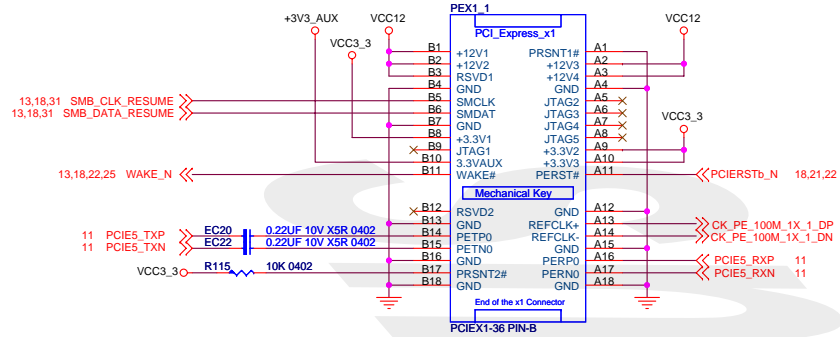 PEX1_1
+3V3_AUX VCC12 VCC12
PCI_Express_x1
VCC3_3
B1 +12V1 PRSNT1# A1
B2 +12V2 +12V3 A2
B3 RSVD1 +12V4 A3
B4 GND GND A4
13,18,31 SMB_CLK_RESUME B5 SMCLK JTAG2 A5
13,18,31 SMB_DATA_RESUME B6 SMDAT JTAG3 A6
B7 GND JTAG4 A7 VCC3_3
B8 +3.3V1 JTAG5 A8
B9 JTAG1 +3.3V2 A9
B10 3.3VAUX +3.3V3 A10
13,18,22,25 WAKE_N B11 WAKE# PERST# A11 PCIERSTb_N 18,21,22
Mechanical Key
B12 RSVD2 GND A12
B13 GND REFCLK+ A13 CK_PE_100M_1X_1_DP
11 PCIE5_TXP EC20 0.22UF 10V X5R 0402 B14 PETP0 REFCLK- A14 CK_PE_100M_1X_1_DN
11 PCIE5_TXN EC22 0.22UF 10V X5R 0402 B15 PETN0 GND A15
B16 GND PERP0 A16 PCIE5_RXP 11
VCC3_3 R115 10K 0402 B17 PRSNT2# PERN0 A17 PCIE5_RXN 11
B18 GND GND A18
End of the x1 Connector
PCIEX1-36 PIN-B